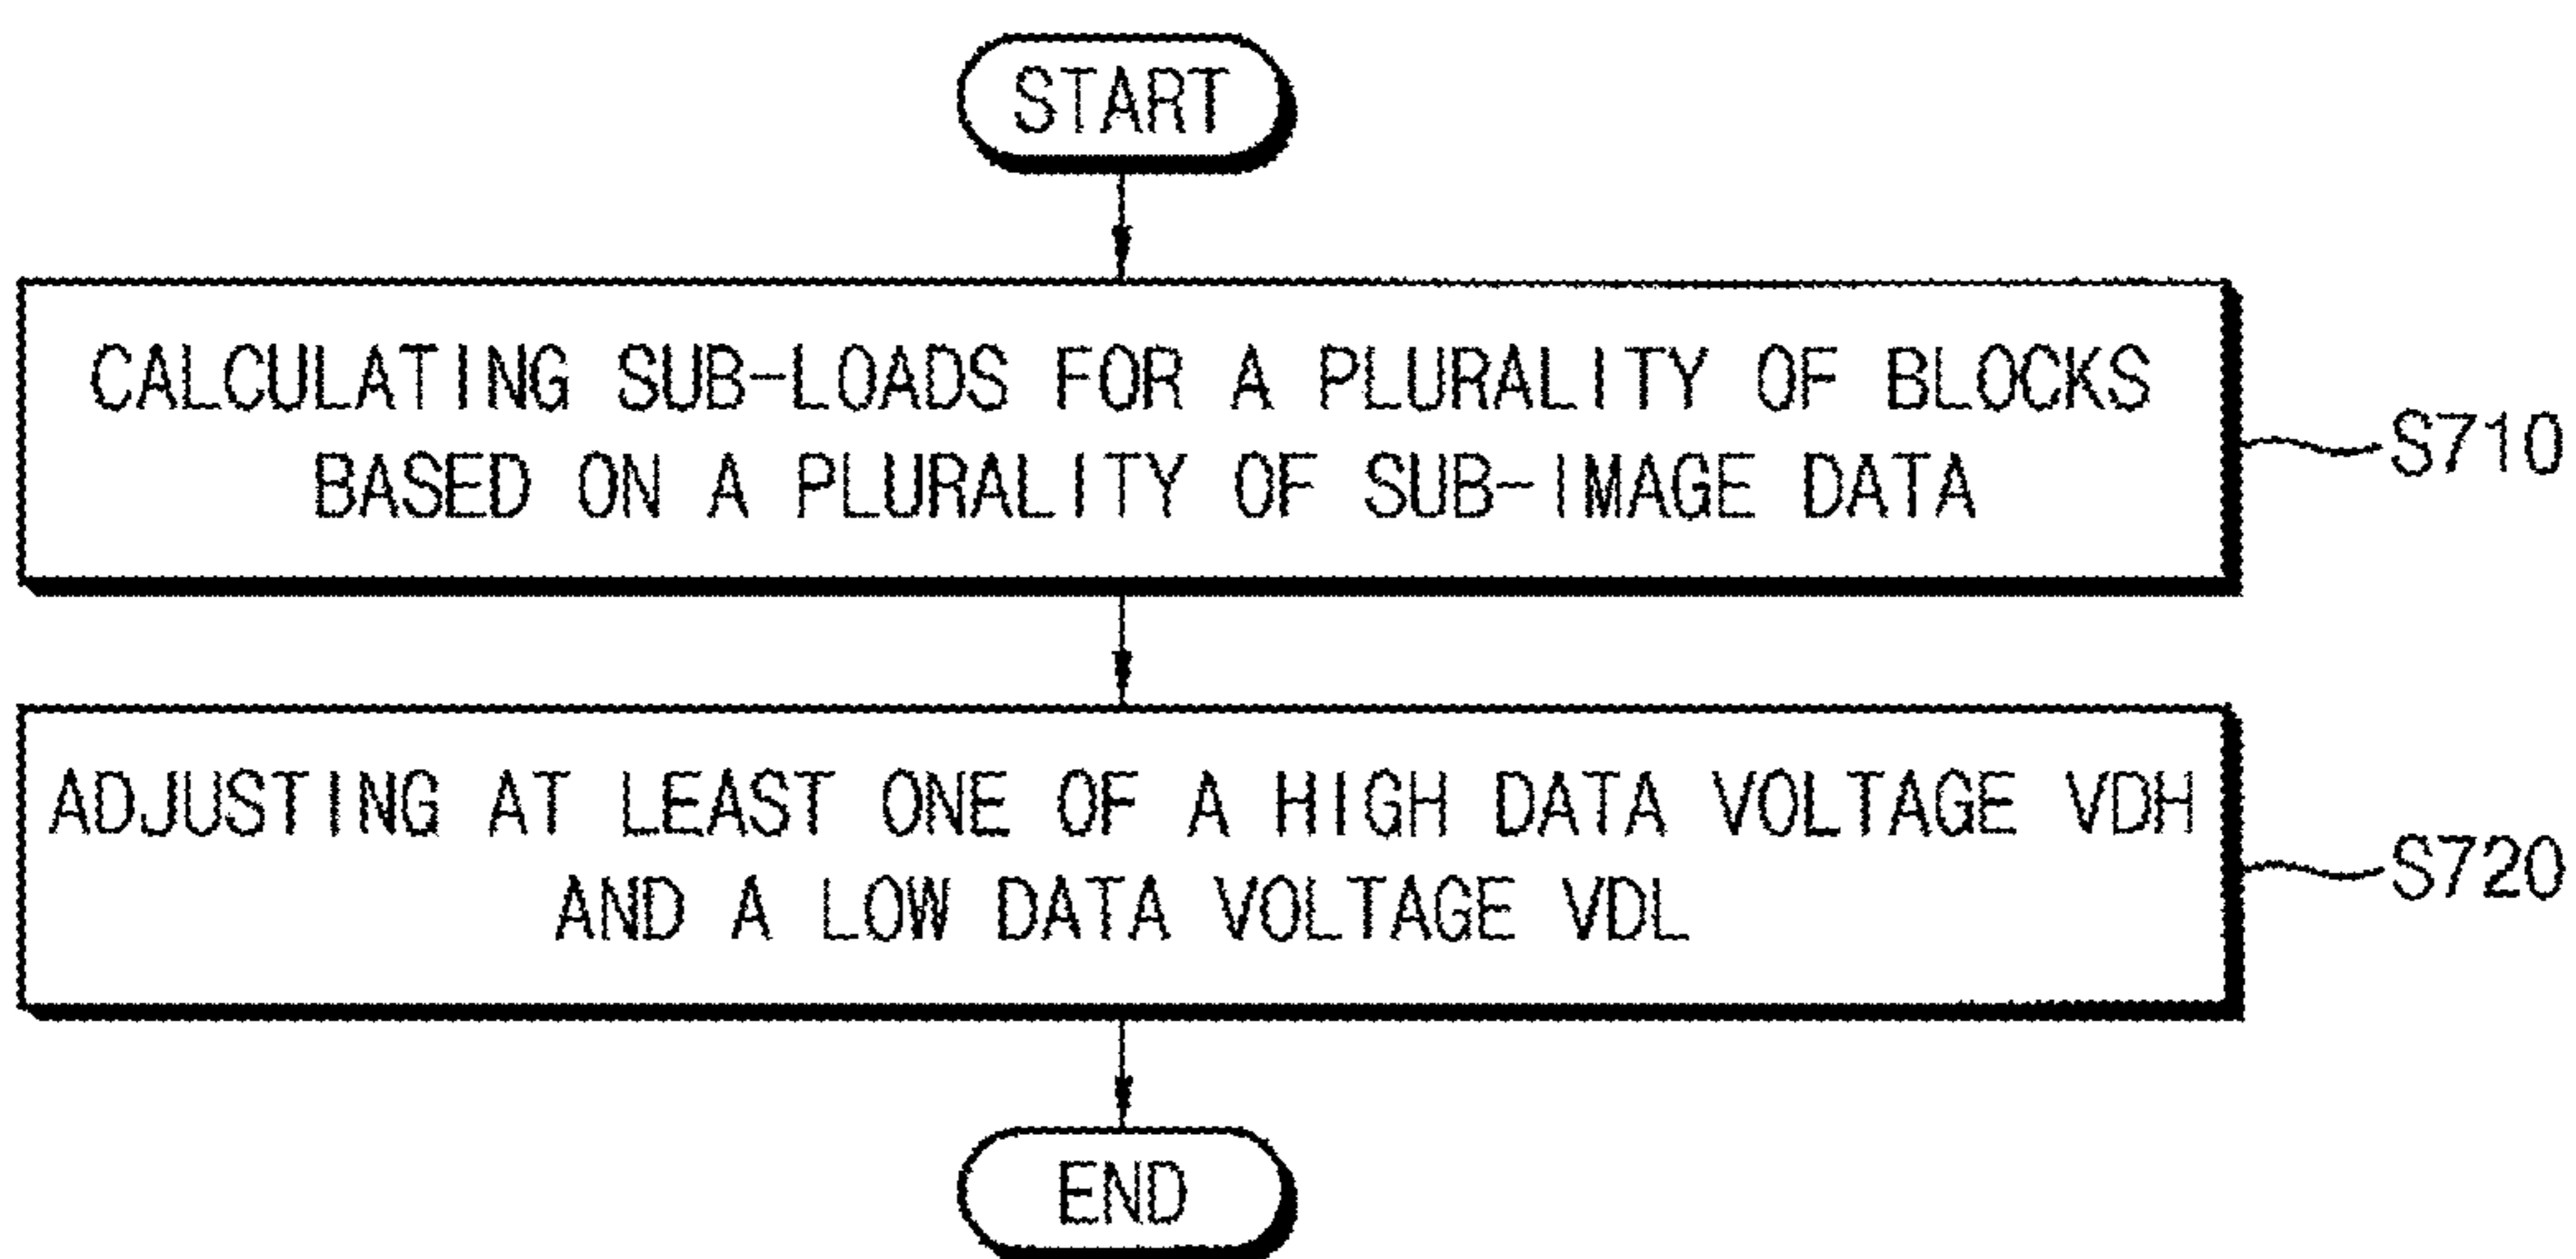 START
CALCULATING SUB-LOADS FOR A PLURALITY OF BLOCKS
BASED ON A PLURALITY OF SUB-IMAGE DATA
S710
ADJUSTING AT LEAST ONE OF A HIGH DATA VOLTAGE VDH
AND A LOW DATA VOLTAGE VDL
S720
END